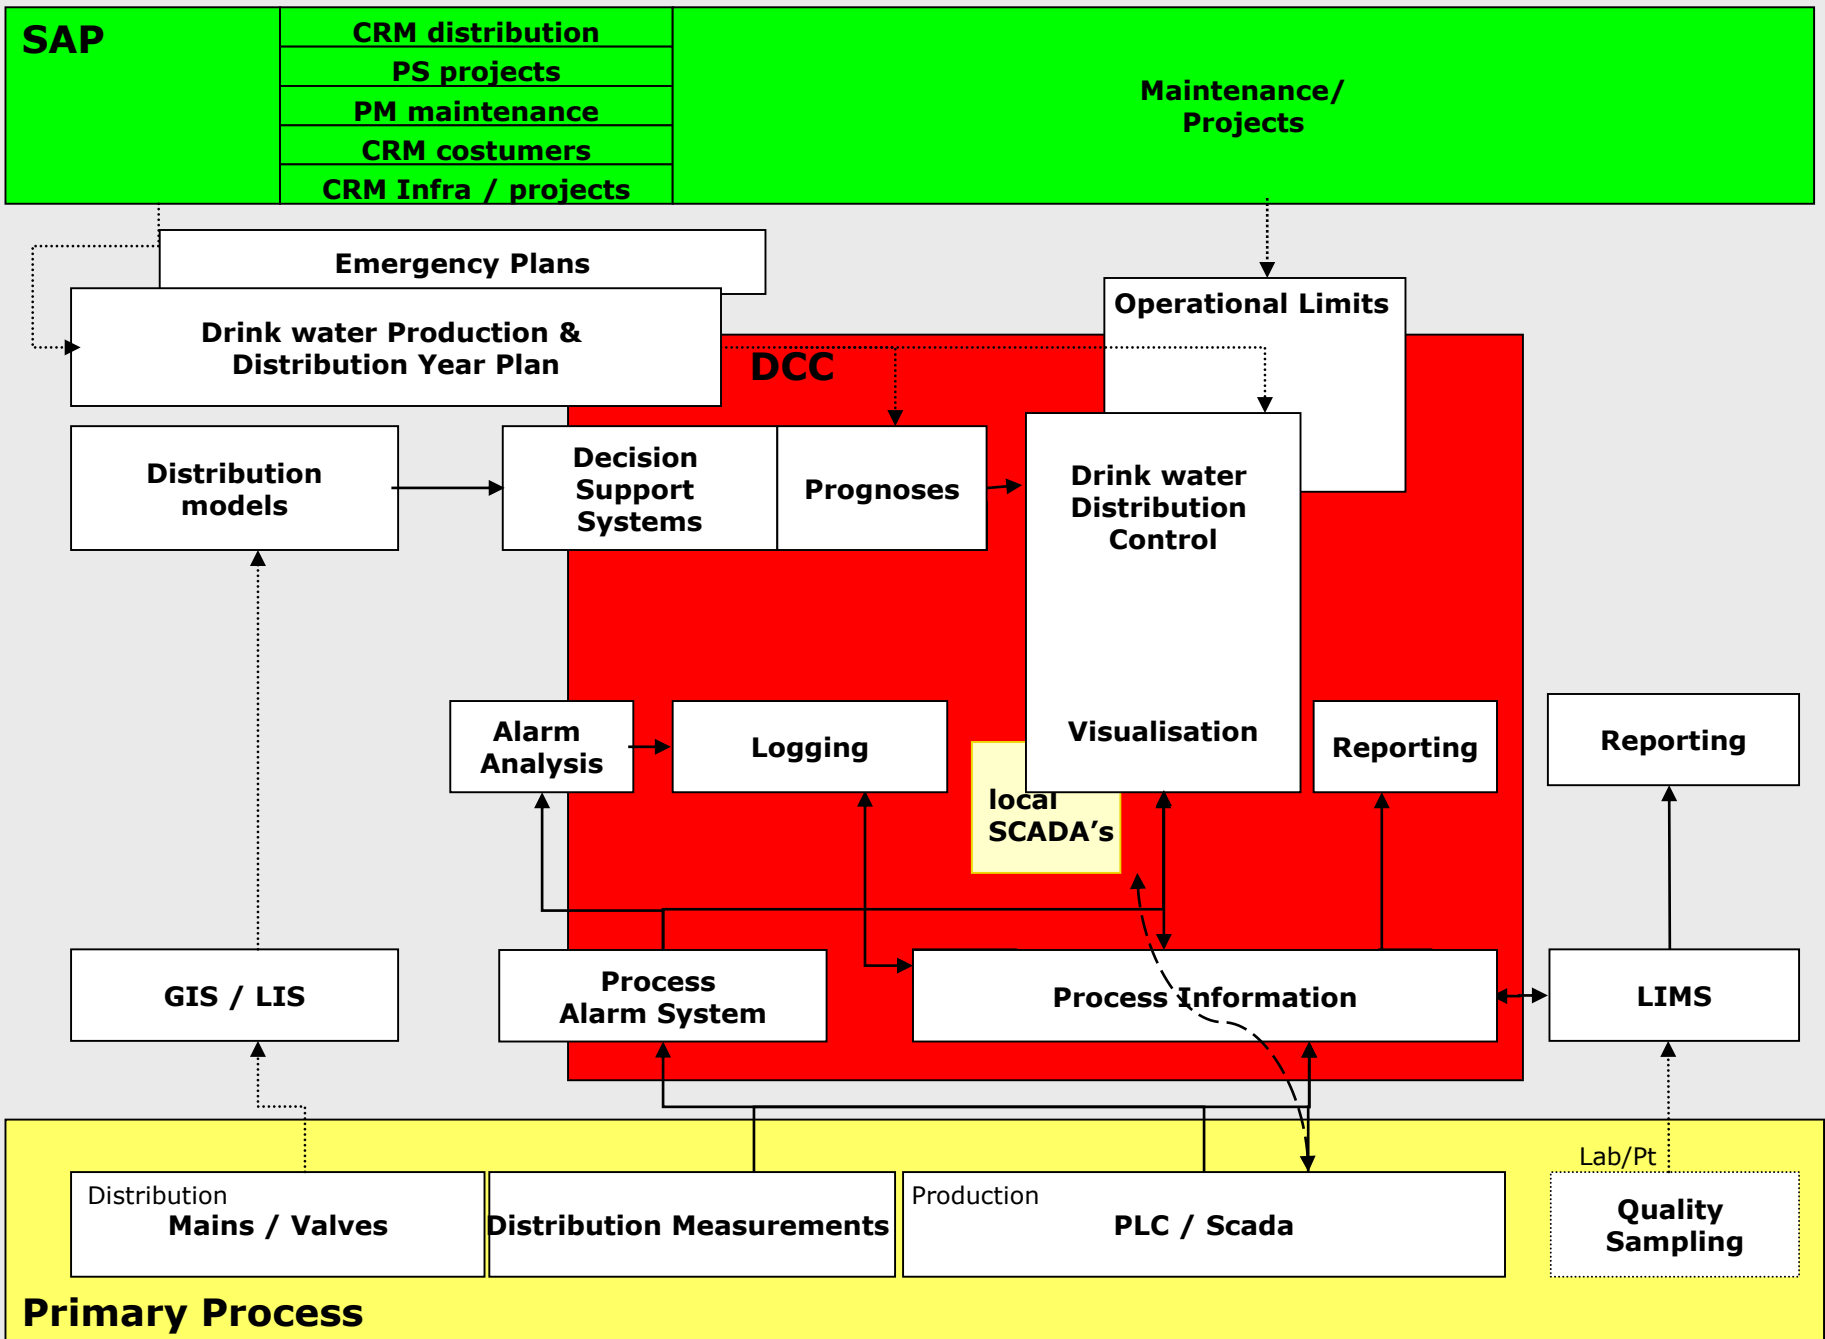 SAP
CRM distribution
PS projects
PM maintenance
CRM costumers
CRM Infra / projects
Maintenance/
Projects
Emergency Plans
Drink water Production &
Distribution Year Plan
Operational Limits
DCC
Distribution
models
Decision
Support
Systems
Prognoses
Drink water
Distribution
Control
Visualisation
Alarm
Analysis
Logging
local
SCADA’s
Reporting
Reporting
GIS / LIS
Process
Alarm System
Process Information
LIMS
Distribution
Mains / Valves
Distribution Measurements
Production
PLC / Scada
Lab/Pt
Quality
Sampling
Primary Process